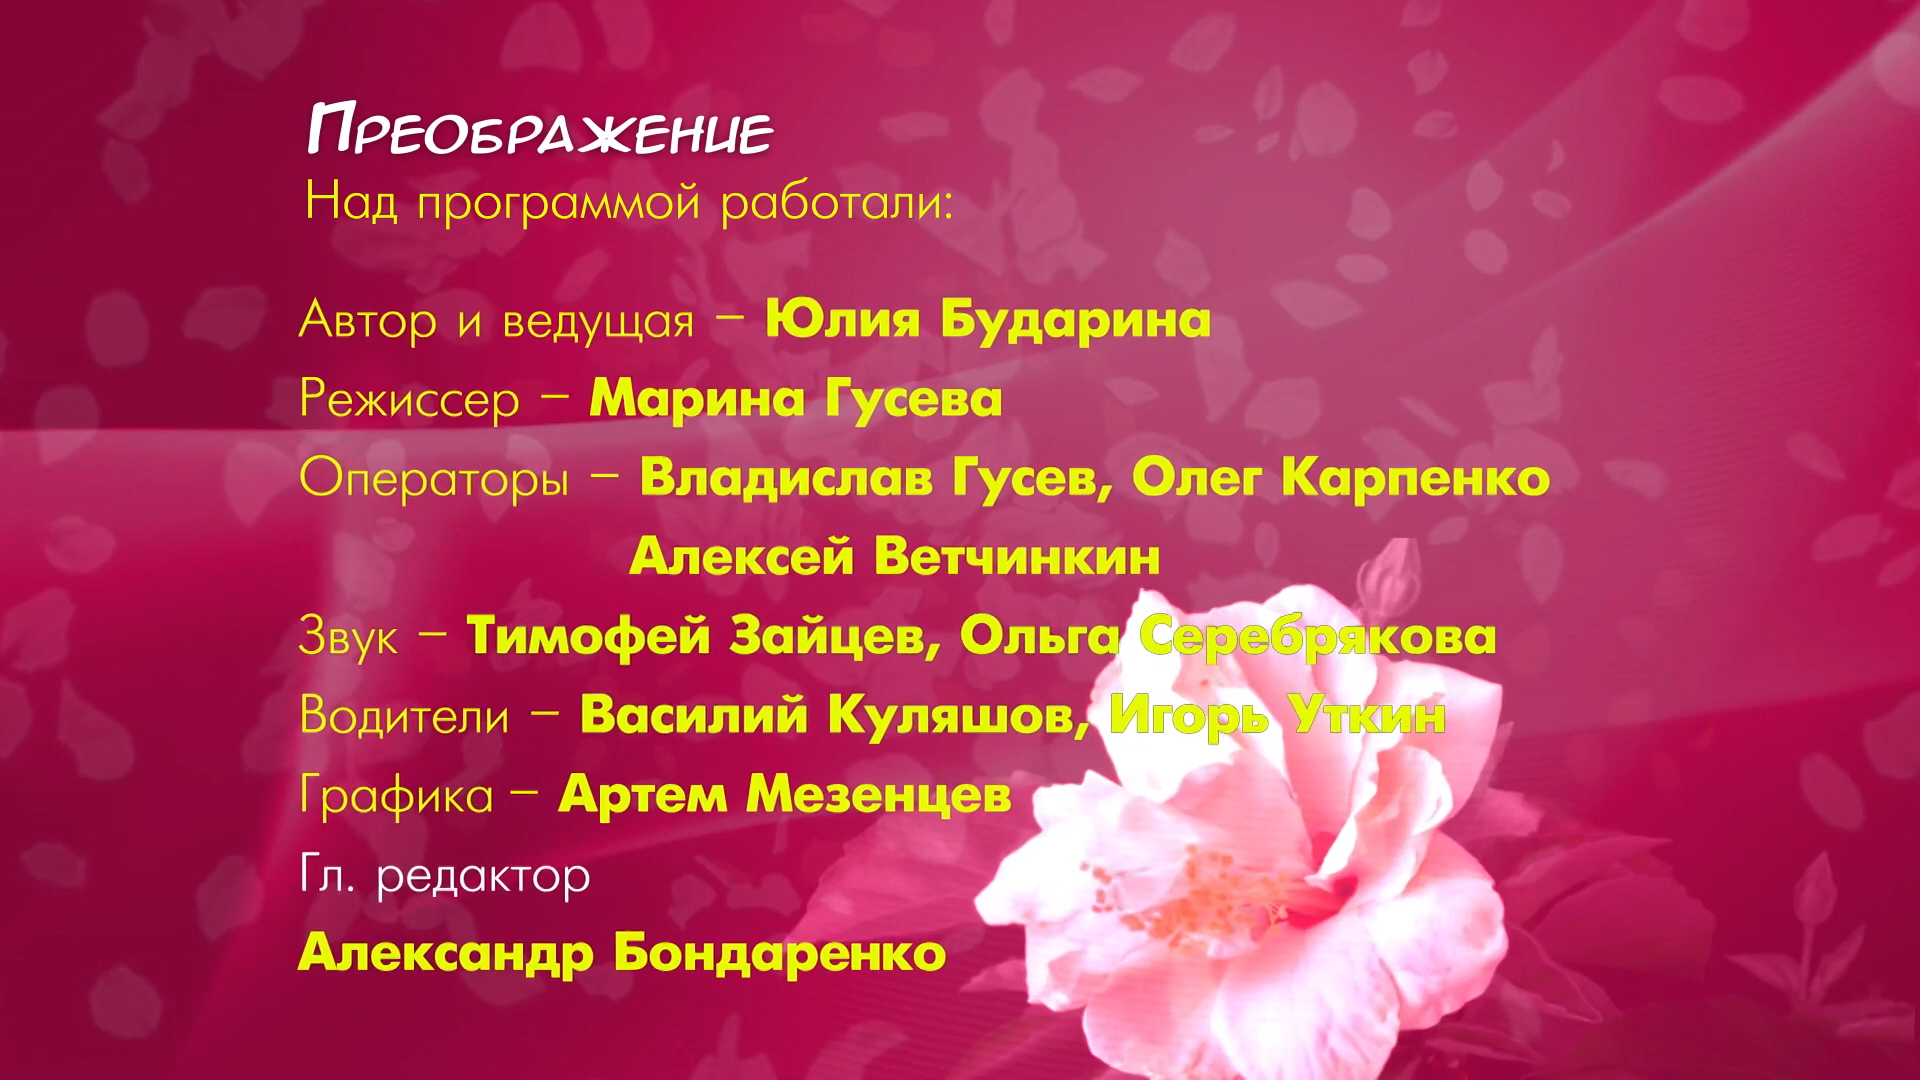 Преображение
Над программой работали:
Автор и ведущая – Юлия Бударина
Режиссер – Марина Гусева
Операторы – Владислав Гусев, Олег Карпенко
Алексей Ветчинкин
Звук – Тимофей Зайцев, Ольга Серебрякова
Водители – Василий Куляшов, Игорь Уткин
Графика – Артем Мезенцев
Гл. редактор
Александр Бондаренко